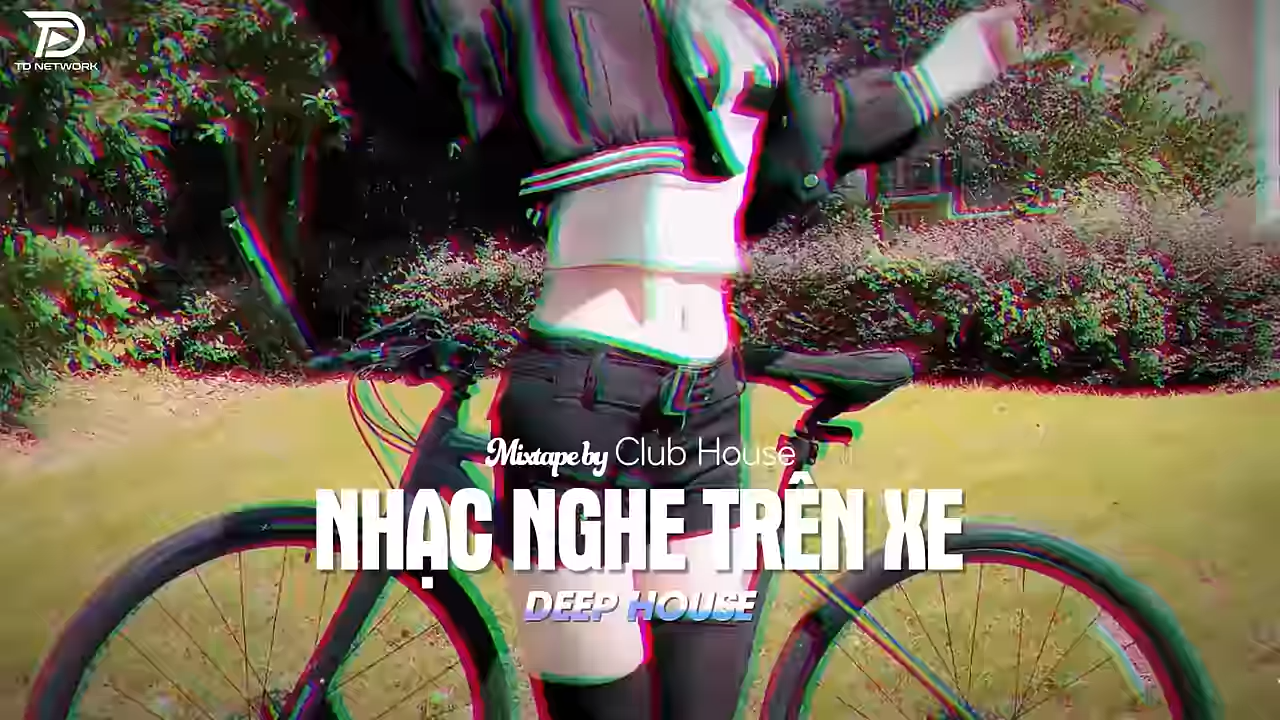 TD NETWORK
Mixtape by Club House
NHẠC NGHE TRÊN XE
DEEP HOUSE